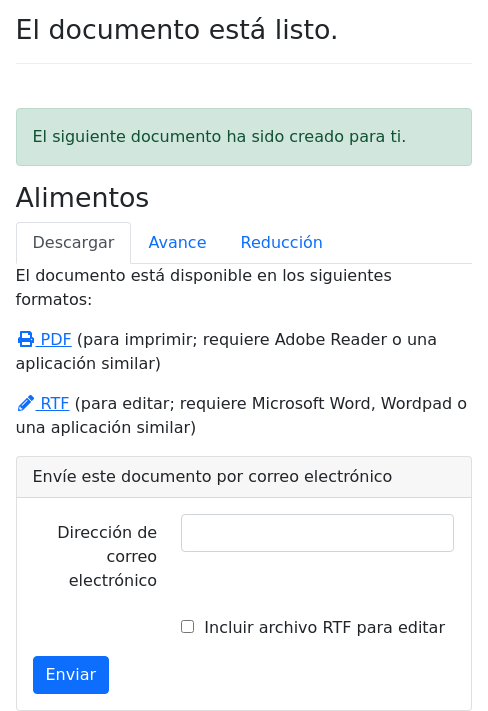 El documento está listo.
El siguiente documento ha sido creado para ti.
Alimentos
Descargar Avance Reducción
El documento está disponible en los siguientes
formatos:
PDF (para imprimir; requiere Adobe Reader o una
aplicación similar)
RTF (para editar; requiere Microsoft Word, Wordpad o
una aplicación similar)
Envíe este documento por correo electrónico
Dirección de
correo
electrónico
Incluir archivo RTF para editar
Enviar